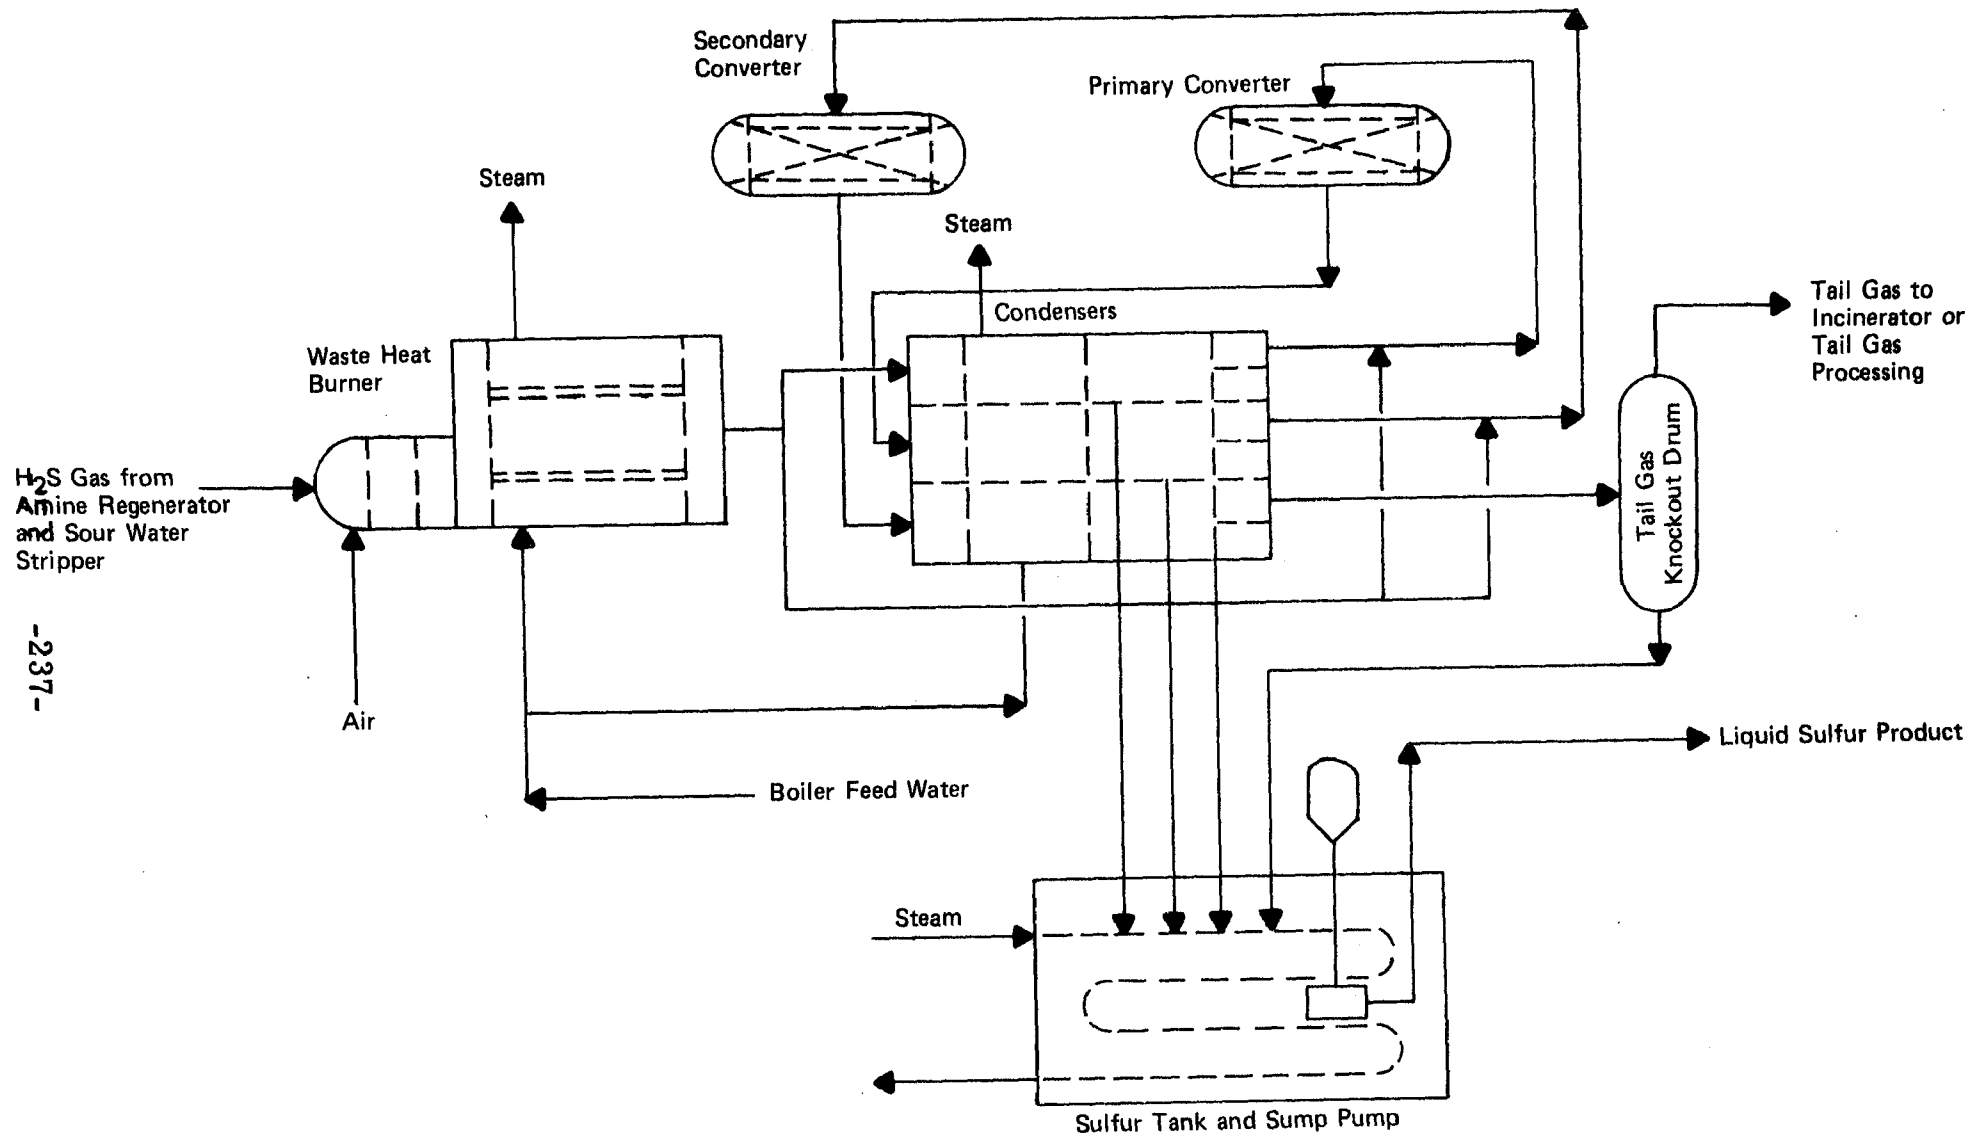 Secondary
Converter
Primary Converter
Steam
Steam
Condensers
Waste Heat
Burner
Tail Gas to
Incinerator or
Tail Gas
Processing
H2S Gas from
Amine Regenerator
and Sour Water
Stripper
Tail Gas
Knockout Drum
-237-
Air
Liquid Sulfur Product
Boiler Feed Water
Steam
Sulfur Tank and Sump Pump